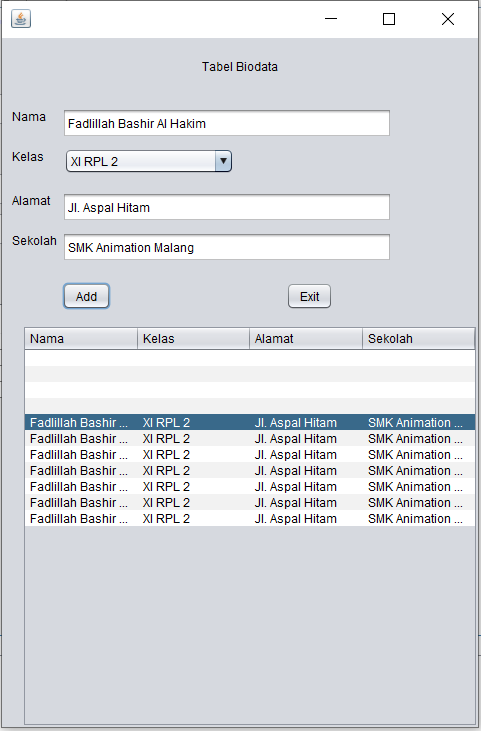 Tabel Biodata
Nama Fadlillah Bashir Al Hakim
Kelas XI RPL 2
Alamat Jl. Aspal Hitam
Sekolah SMK Animation Malang
Add Exit
Nama Kelas Alamat Sekolah
Fadlillah Bashir ... XI RPL 2 Jl. Aspal Hitam SMK Animation ...
Fadlillah Bashir ... XI RPL 2 Jl. Aspal Hitam SMK Animation ...
Fadlillah Bashir ... XI RPL 2 Jl. Aspal Hitam SMK Animation ...
Fadlillah Bashir ... XI RPL 2 Jl. Aspal Hitam SMK Animation ...
Fadlillah Bashir ... XI RPL 2 Jl. Aspal Hitam SMK Animation ...
Fadlillah Bashir ... XI RPL 2 Jl. Aspal Hitam SMK Animation ...
Fadlillah Bashir ... XI RPL 2 Jl. Aspal Hitam SMK Animation ...